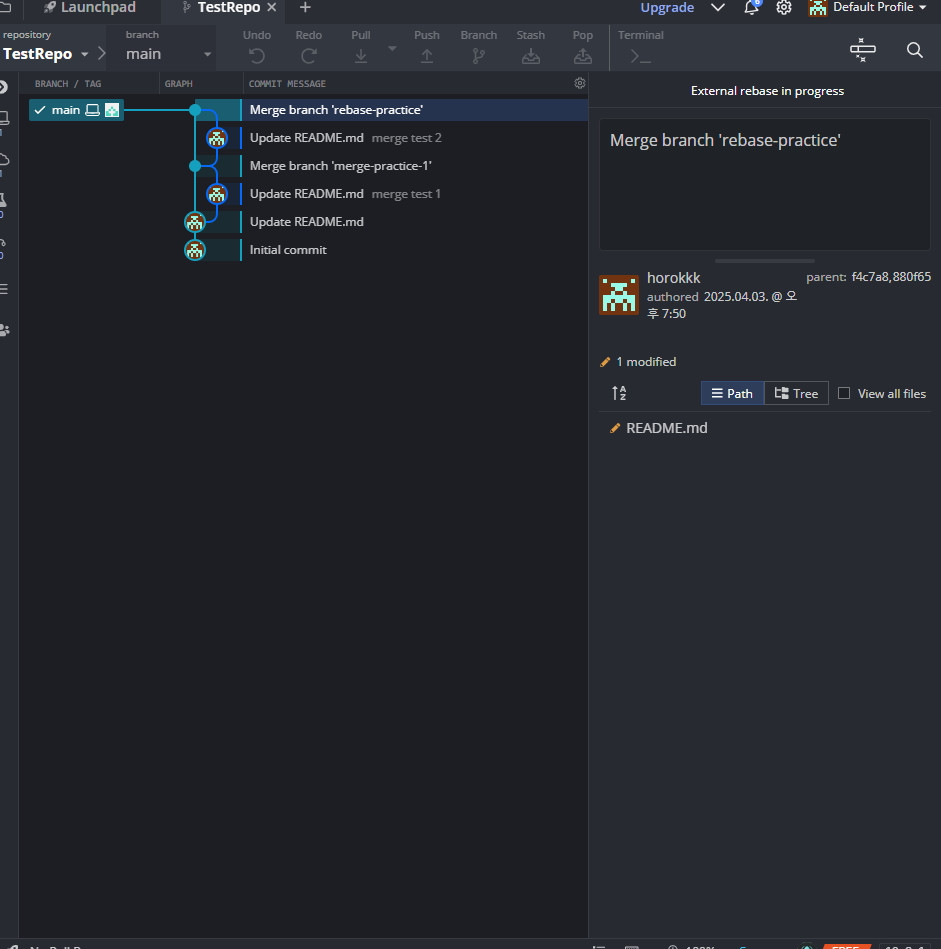 Launchpad
TestRepo
Upgrade
Default Profile
repository
TestRepo
branch
main
Undo
Redo
Pull
Push
Branch
Stash
Pop
Terminal
BRANCH / TAG
GRAPH
COMMIT MESSAGE
External rebase in progress
main
Merge branch 'rebase-practice'
Update README.md merge test 2
Merge branch 'merge-practice-1'
Update README.md merge test 1
Update README.md
Initial commit
Merge branch 'rebase-practice'
horokkk
parent: f4c7a8,880f65
authored 2025.04.03. @ 오
후 7:50
1 modified
Path
Tree
View all files
README.md